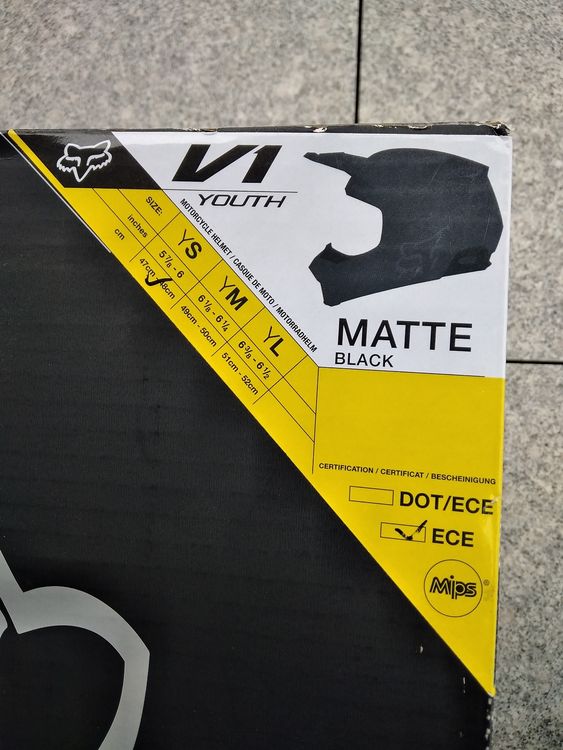 V1
YOUTH
MOTORCYCLE HELMET / CASQUE DE MOTO / MOTORRADHELM
SIZE: YS YM YL
inches 5 7/8 - 6 6 1/8 - 6 1/4 6 3/8 - 6 1/2
cm 47cm 48cm 49cm - 50cm 51cm - 52cm
MATTE
BLACK
CERTIFICATION / CERTIFICAT / BESCHEINIGUNG
DOT/ECE
ECE
Mips®